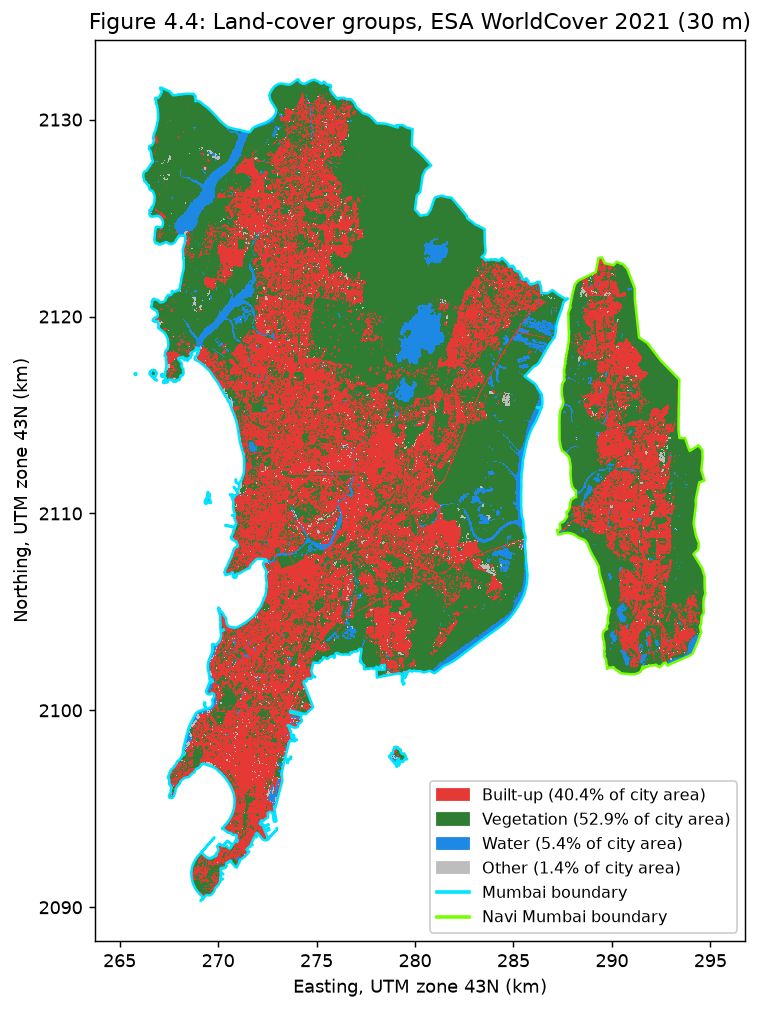 Figure 4.4: Land-cover groups, ESA WorldCover 2021 (30 m)
Northing, UTM zone 43N (km)
2130
2120
2110
2100
2090
Built-up (40.4% of city area)
Vegetation (52.9% of city area)
Water (5.4% of city area)
Other (1.4% of city area)
Mumbai boundary
Navi Mumbai boundary
265 270 275 280 285 290 295
Easting, UTM zone 43N (km)